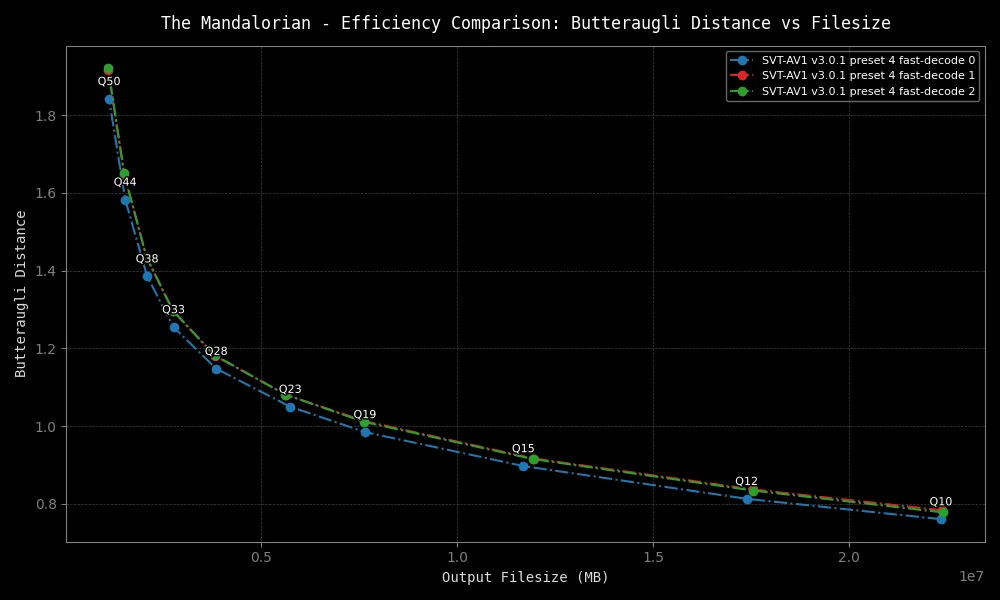 The Mandalorian - Efficiency Comparison: Butteraugli Distance vs Filesize
SVT-AV1 v3.0.1 preset 4 fast-decode 0
SVT-AV1 v3.0.1 preset 4 fast-decode 1
SVT-AV1 v3.0.1 preset 4 fast-decode 2
Butteraugli Distance
1.8
1.6
1.4
1.2
1.0
0.8
Q50
Q44
Q38
Q33
Q28
Q23
Q19
Q15
Q12
Q10
0.5
1.0
1.5
2.0
1e7
Output Filesize (MB)